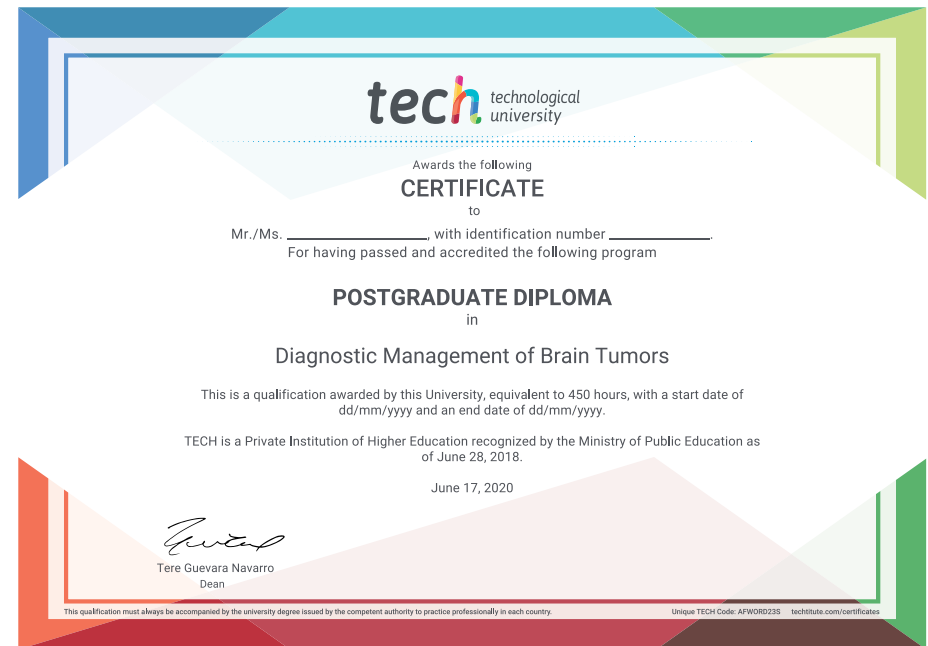 tech technological
university
Awards the following
CERTIFICATE
to
Mr./Ms. ____________________, with identification number ______________.
For having passed and accredited the following program
POSTGRADUATE DIPLOMA
in
Diagnostic Management of Brain Tumors
This is a qualification awarded by this University, equivalent to 450 hours, with a start date of
dd/mm/yyyy and an end date of dd/mm/yyyy.
TECH is a Private Institution of Higher Education recognized by the Ministry of Public Education as
of June 28, 2018.
June 17, 2020
Tere Guevara Navarro
Dean
This qualification must always be accompanied by the university degree issued by the competent authority to practice professionally in each country. Unique TECH Code: AFWORD23S techtitute.com/certificates